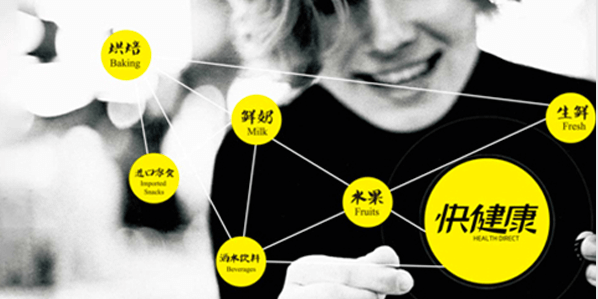 烘培
Baking
生鲜
Fresh
鲜奶
Milk
进口零食
Imported
Snacks
水果
Fruits
快健康
HEALTH DIRECT
酒水饮料
Beverages